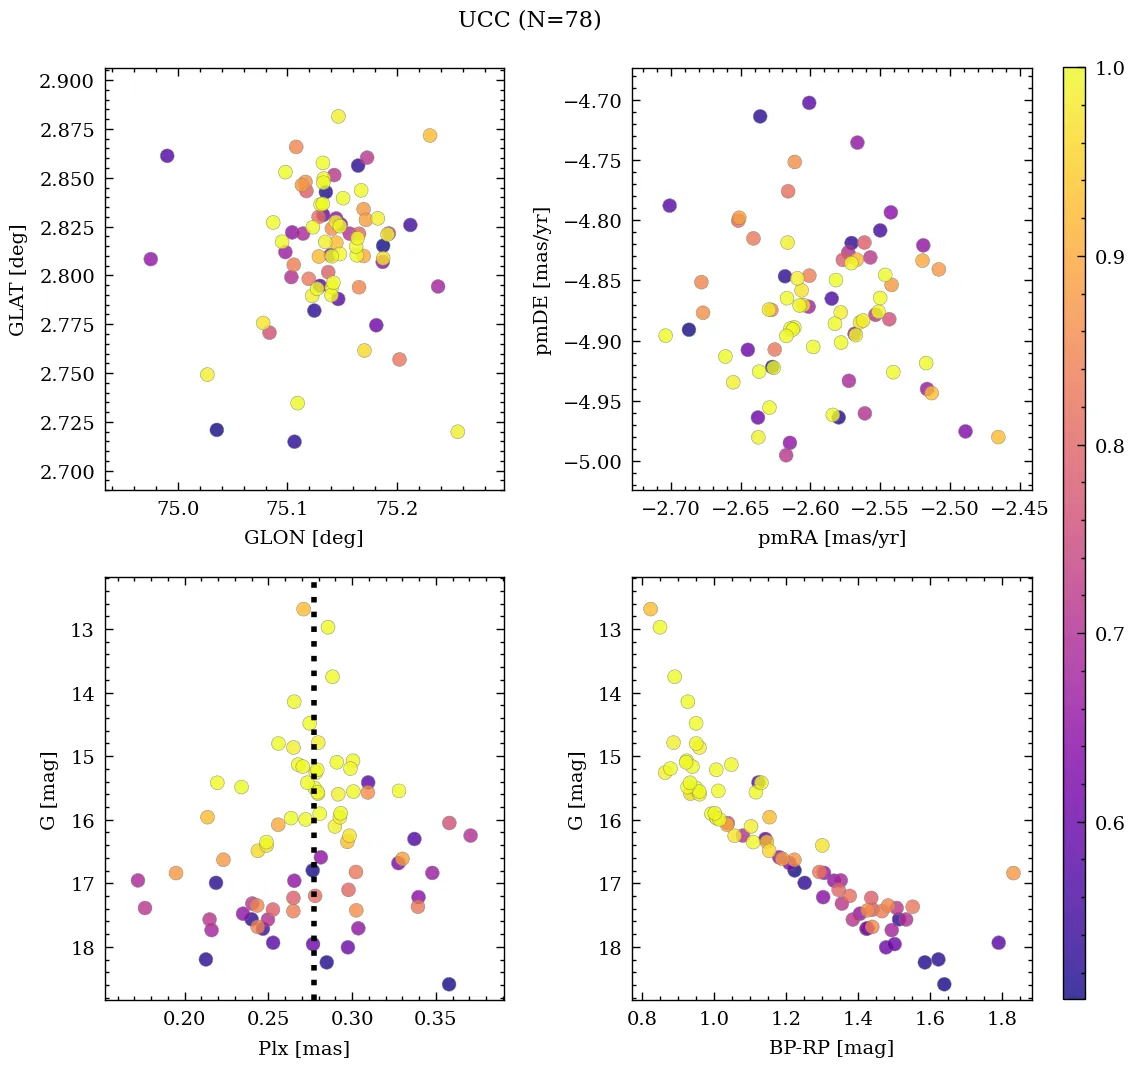 UCC (N=78)
2.900
2.875
2.850
2.825
2.800
2.775
2.750
2.725
2.700
GLAT [deg]
75.0 75.1 75.2
GLON [deg]
−4.70
−4.75
−4.80
−4.85
−4.90
−4.95
−5.00
pmDE [mas/yr]
−2.70 −2.65 −2.60 −2.55 −2.50 −2.45
pmRA [mas/yr]
1.0
0.9
0.8
0.7
0.6
13
14
15
16
17
18
G [mag]
0.20 0.25 0.30 0.35
Plx [mas]
13
14
15
16
17
18
G [mag]
0.8 1.0 1.2 1.4 1.6 1.8
BP-RP [mag]